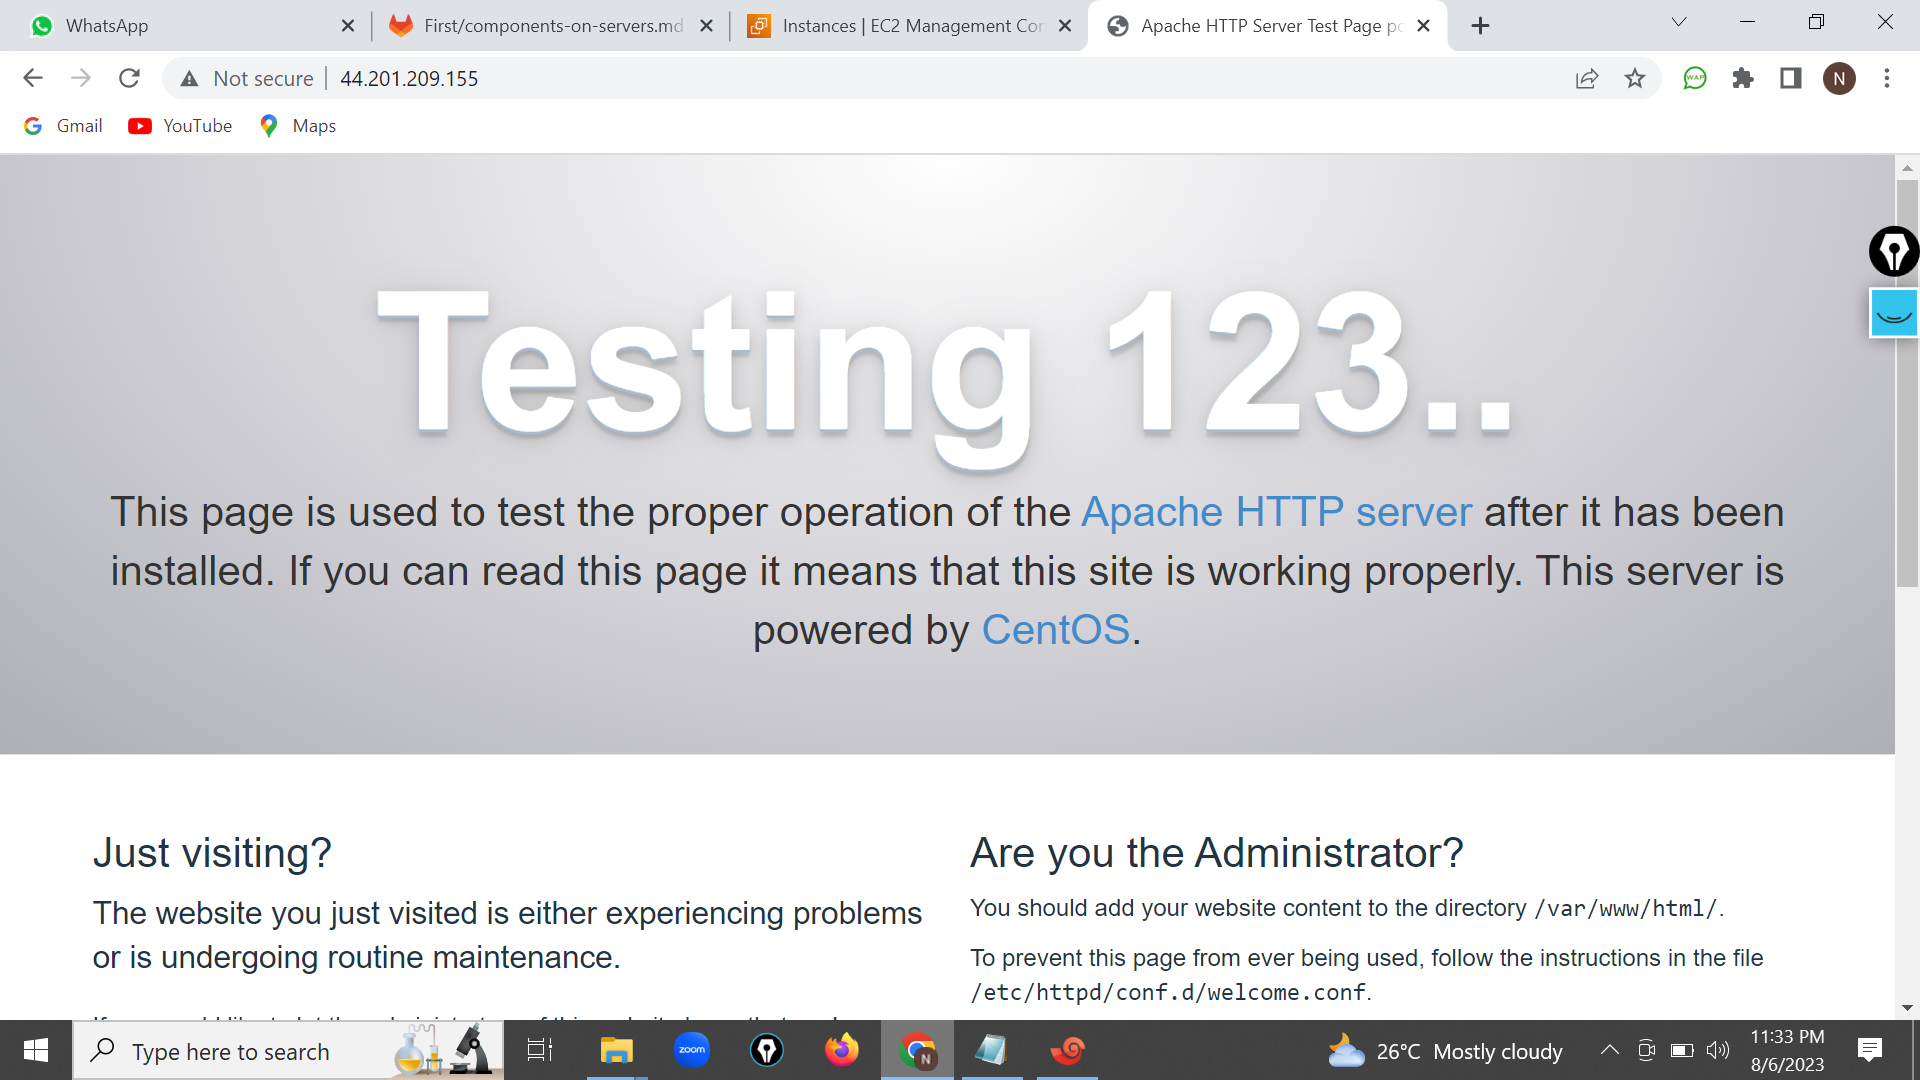 WhatsApp
First/components-on-servers.md
Instances | EC2 Management Cor
Apache HTTP Server Test Page po
Not secure
44.201.209.155
WAP
N
Gmail
YouTube
Maps
Testing 123..
This page is used to test the proper operation of the Apache HTTP server after it has been
installed. If you can read this page it means that this site is working properly. This server is
powered by CentOS.
Just visiting?
The website you just visited is either experiencing problems
or is undergoing routine maintenance.
Are you the Administrator?
You should add your website content to the directory /var/www/html/.
To prevent this page from ever being used, follow the instructions in the file
/etc/httpd/conf.d/welcome.conf.
Type here to search
zoom
N
26°C Mostly cloudy
11:33 PM
8/6/2023